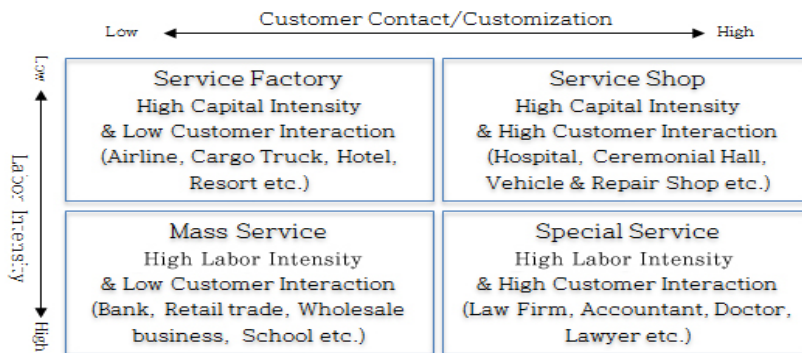 Customer Contact/Customization
Low
High
Low
Labor Intensity
High
Service Factory
High Capital Intensity
& Low Customer Interaction
(Airline, Cargo Truck, Hotel,
Resort etc.)
Service Shop
High Capital Intensity
& High Customer Interaction
(Hospital, Ceremonial Hall,
Vehicle & Repair Shop etc.)
Mass Service
High Labor Intensity
& Low Customer Interaction
(Bank, Retail trade, Wholesale
business, School etc.)
Special Service
High Labor Intensity
& High Customer Interaction
(Law Firm, Accountant, Doctor,
Lawyer etc.)